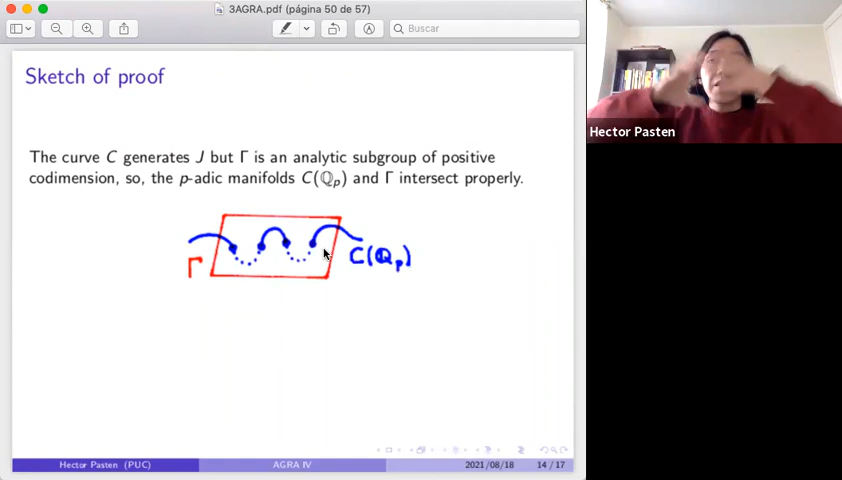 3AGRA.pdf (página 50 de 57)
Buscar
Sketch of proof
The curve C generates J but Γ is an analytic subgroup of positive
codimension, so, the p-adic manifolds C(ℚₚ) and Γ intersect properly.
Γ
C(ℚₚ)
Hector Pasten (PUC)
AGRA IV
2021/08/18
14 / 17
Hector Pasten